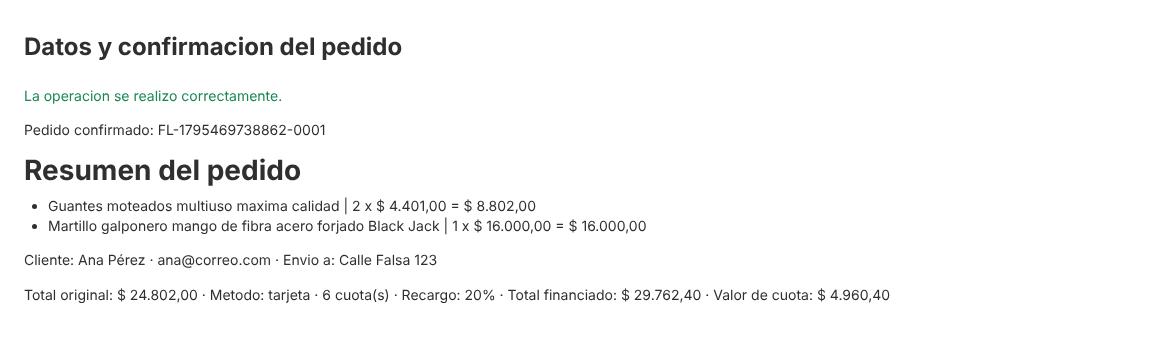 Datos y confirmacion del pedido
La operacion se realizo correctamente.
Pedido confirmado: FL-1795469738862-0001
Resumen del pedido
• Guantes moteados multiuso maxima calidad | 2 x $ 4.401,00 = $ 8.802,00
• Martillo galponero mango de fibra acero forjado Black Jack | 1 x $ 16.000,00 = $ 16.000,00
Cliente: Ana Pérez · ana@correo.com · Envio a: Calle Falsa 123
Total original: $ 24.802,00 · Metodo: tarjeta · 6 cuota(s) · Recargo: 20% · Total financiado: $ 29.762,40 · Valor de cuota: $ 4.960,40